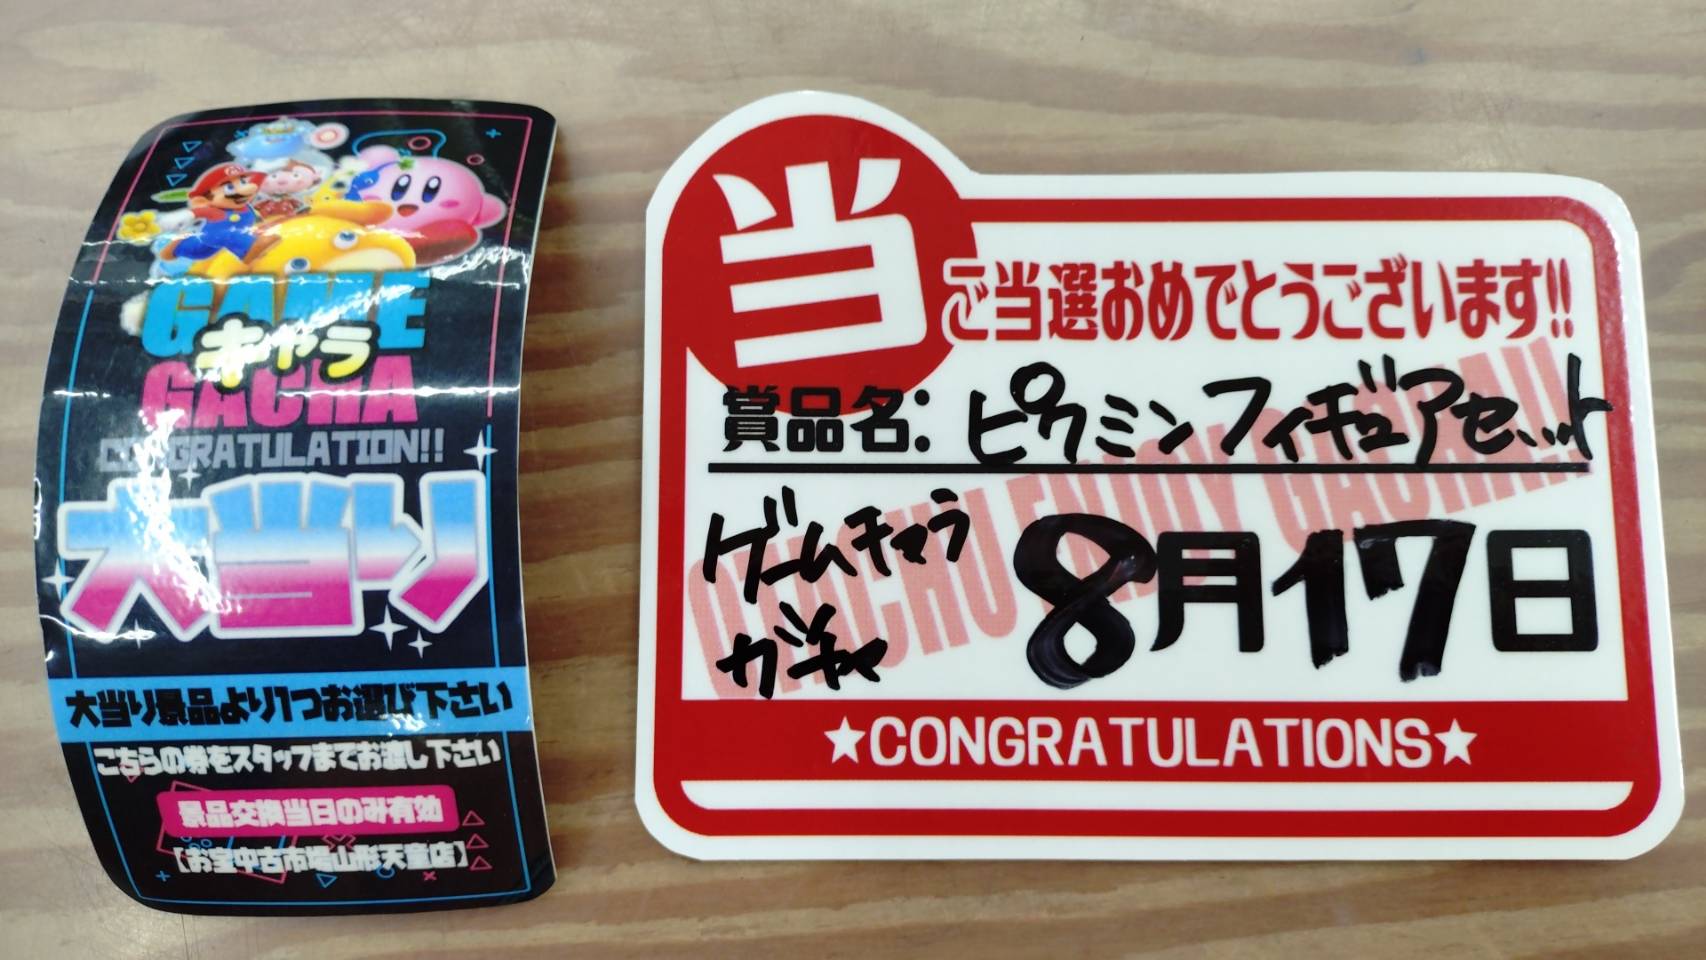 GAME
キャラ
GACHA
CONGRATULATION!!
大当り
大当り景品より1つお選び下さい
こちらの券をスタッフまでお渡し下さい
景品交換当日のみ有効
【お宝中古市場山形天童店】
当
ご当選おめでとうございます!!
賞品名:ピクミンフィギュアセット
ゲームキャラ
ガチャ
8月17日
★CONGRATULATIONS★